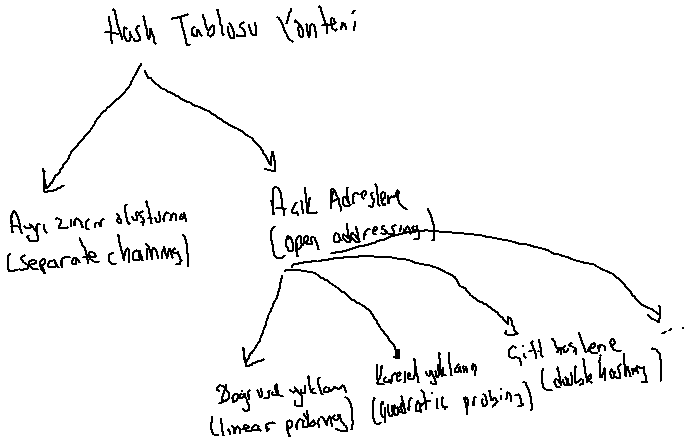 Hash Tablosu Yöntemi
Ayrı zincir oluşturma
(separate chaining)
Açık Adresleme
(open addressing)
Doğrusal yoklama
(linear probing)
Karesel yoklama
(quadratic probing)
Çift hashleme
(double hashing)
...